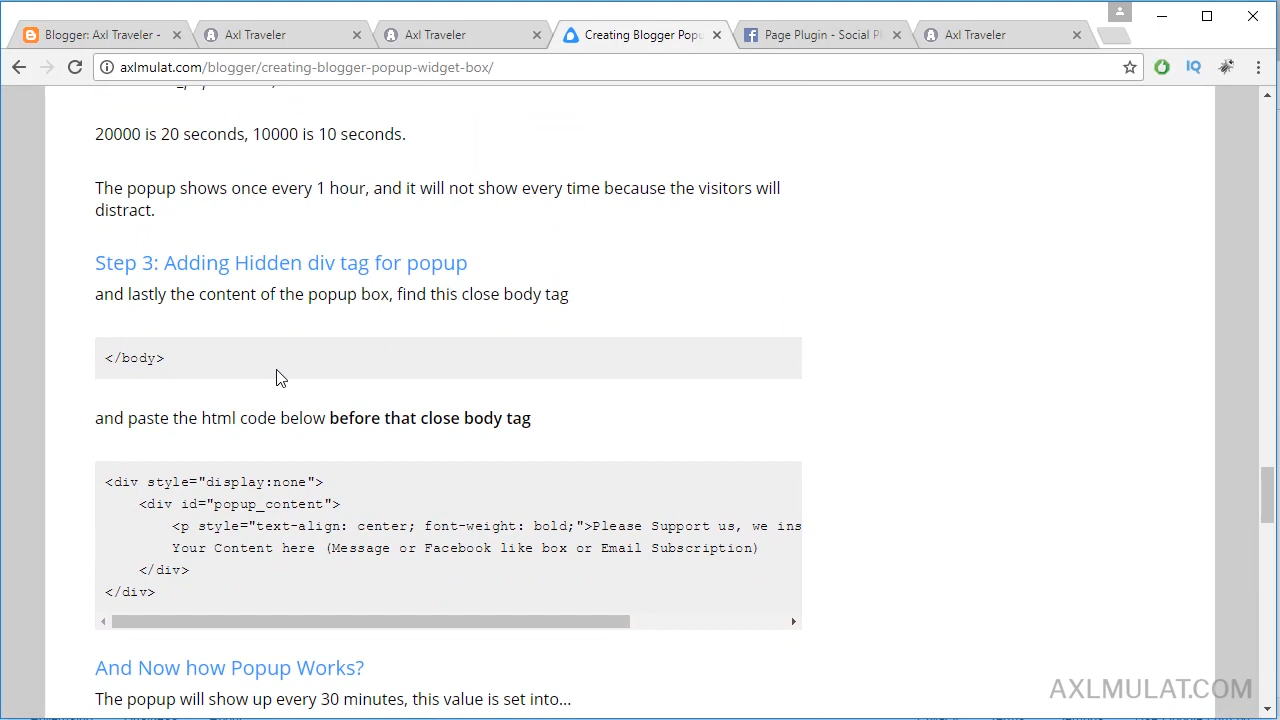 Blogger: Axl Traveler -
Axl Traveler
Axl Traveler
Creating Blogger Popu
Page Plugin - Social Pl
Axl Traveler
axlmulat.com/blogger/creating-blogger-popup-widget-box/
IQ
20000 is 20 seconds, 10000 is 10 seconds.
The popup shows once every 1 hour, and it will not show every time because the visitors will
distract.
Step 3: Adding Hidden div tag for popup
and lastly the content of the popup box, find this close body tag
</body>
and paste the html code below before that close body tag
<div style="display:none">
<div id="popup_content">
<p style="text-align: center; font-weight: bold;">Please Support us, we ins
Your Content here (Message or Facebook like box or Email Subscription)
</div>
</div>
And Now how Popup Works?
The popup will show up every 30 minutes, this value is set into...
AXLMULAT.COM